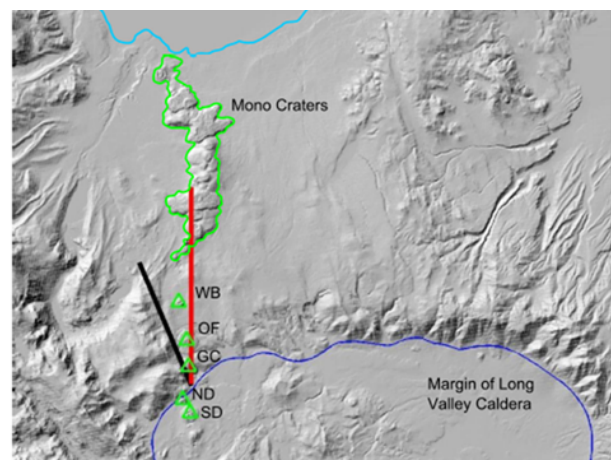 Mono Craters
WB
OF
GC
ND
SD
Margin of Long
Valley Caldera